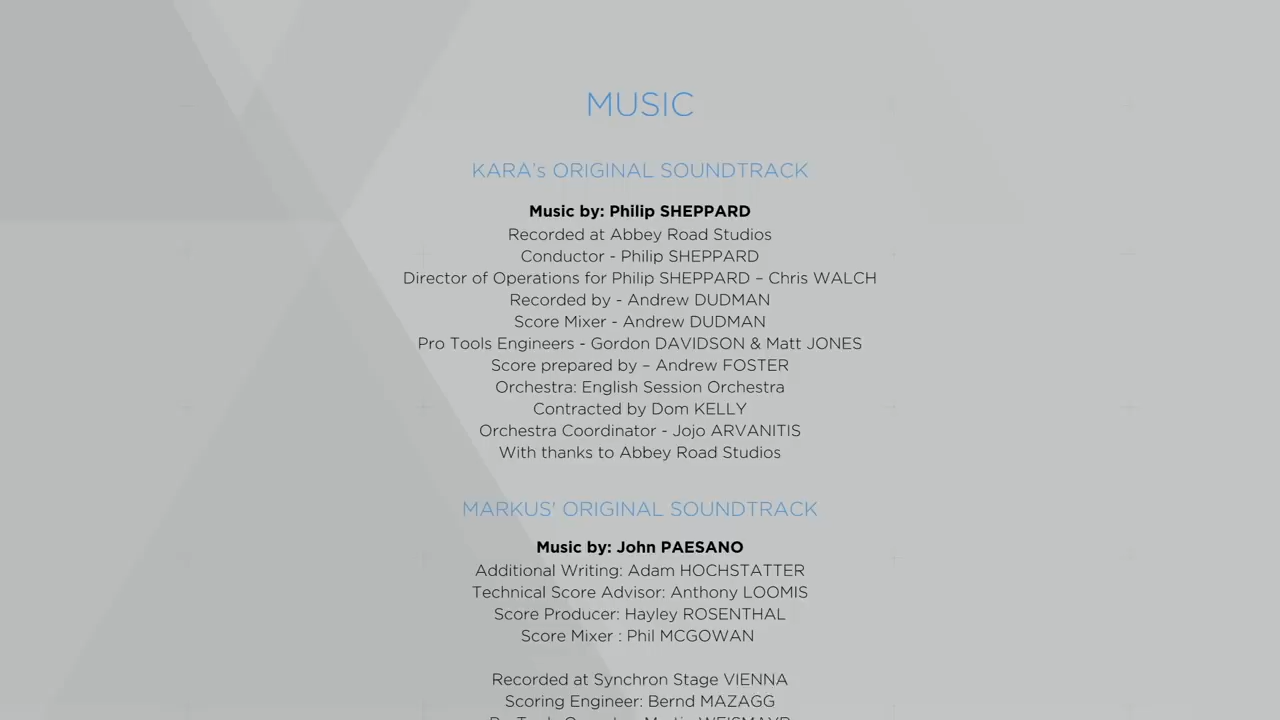 MUSIC
KARA's ORIGINAL SOUNDTRACK
Music by: Philip SHEPPARD
Recorded at Abbey Road Studios
Conductor - Philip SHEPPARD
Director of Operations for Philip SHEPPARD – Chris WALCH
Recorded by - Andrew DUDMAN
Score Mixer - Andrew DUDMAN
Pro Tools Engineers - Gordon DAVIDSON & Matt JONES
Score prepared by – Andrew FOSTER
Orchestra: English Session Orchestra
Contracted by Dom KELLY
Orchestra Coordinator - Jojo ARVANITIS
With thanks to Abbey Road Studios
MARKUS' ORIGINAL SOUNDTRACK
Music by: John PAESANO
Additional Writing: Adam HOCHSTATTER
Technical Score Advisor: Anthony LOOMIS
Score Producer: Hayley ROSENTHAL
Score Mixer : Phil MCGOWAN
Recorded at Synchron Stage VIENNA
Scoring Engineer: Bernd MAZAGG